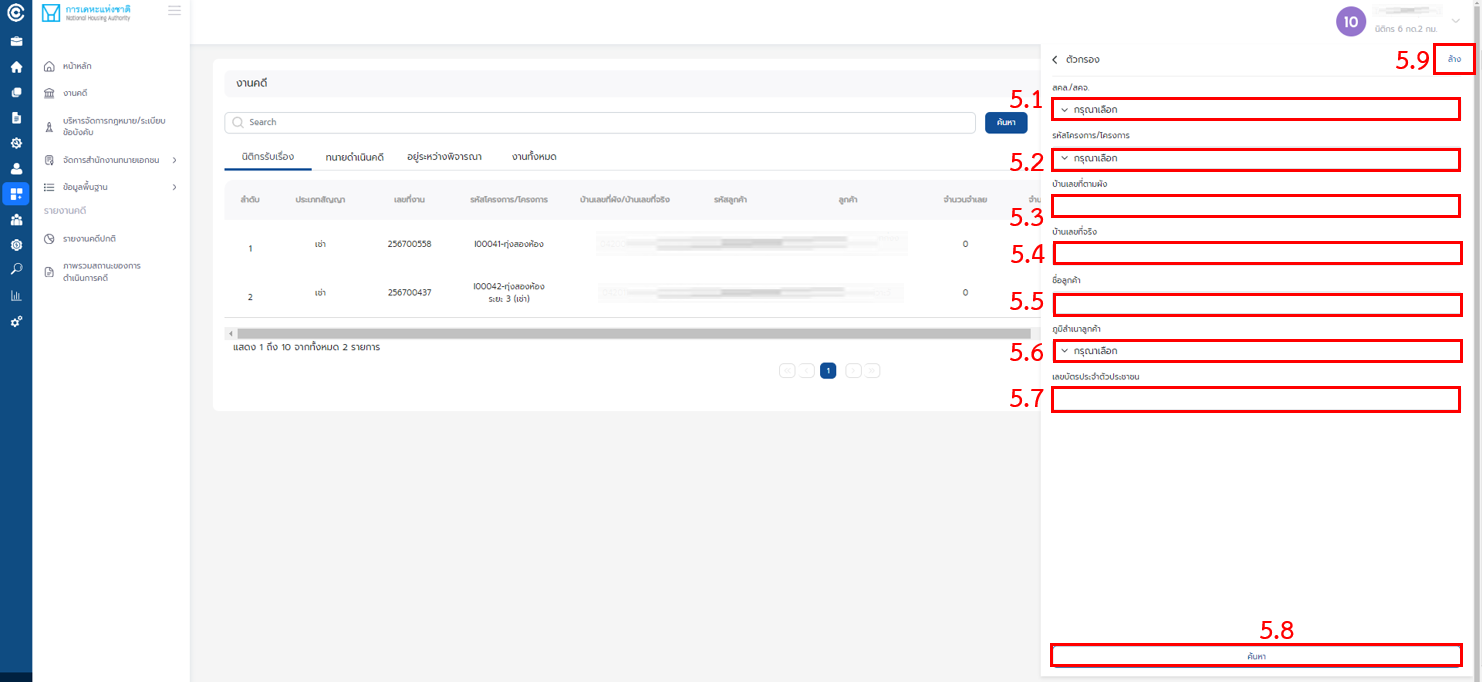 การเคหะแห่งชาติ
National Housing Authority
หน้าหลัก
งานคดี
บริหารจัดการกฎหมาย/ระเบียบ
ข้อบังคับ
จัดการสำนักงานทนายเอกชน
ข้อมูลพื้นฐาน
รายงานคดี
รายงานคดีปกติ
ภาพรวมสถานะของการ
ดำเนินการคดี
10
นิติกร 6 กด.2 กม.
งานคดี
Search
ค้นหา
นิติกรรับเรื่อง ทนายดำเนินคดี อยู่ระหว่างพิจารณา งานทั้งหมด
ลำดับ ประเภทสัญญา เลขที่งาน รหัสโครงการ/โครงการ บ้านเลขที่ผัง/บ้านเลขที่จริง รหัสลูกค้า ลูกค้า จำนวนจำเลย จำน
1 เช่า 256700558 I00041-ทุ่งสองห้อง 0
2 เช่า 256700437 I00042-ทุ่งสองห้อง
ระยะ 3 (เช่า) 0
แสดง 1 ถึง 10 จากทั้งหมด 2 รายการ
1
ตัวกรอง
5.9 ล้าง
สคส./สคจ.
5.1 กรุณาเลือก
รหัสโครงการ/โครงการ
5.2 กรุณาเลือก
บ้านเลขที่ตามผัง
5.3
บ้านเลขที่จริง
5.4
ชื่อลูกค้า
5.5
ภูมิลำเนาลูกค้า
5.6 กรุณาเลือก
เลขบัตรประจำตัวประชาชน
5.7
5.8
ค้นหา